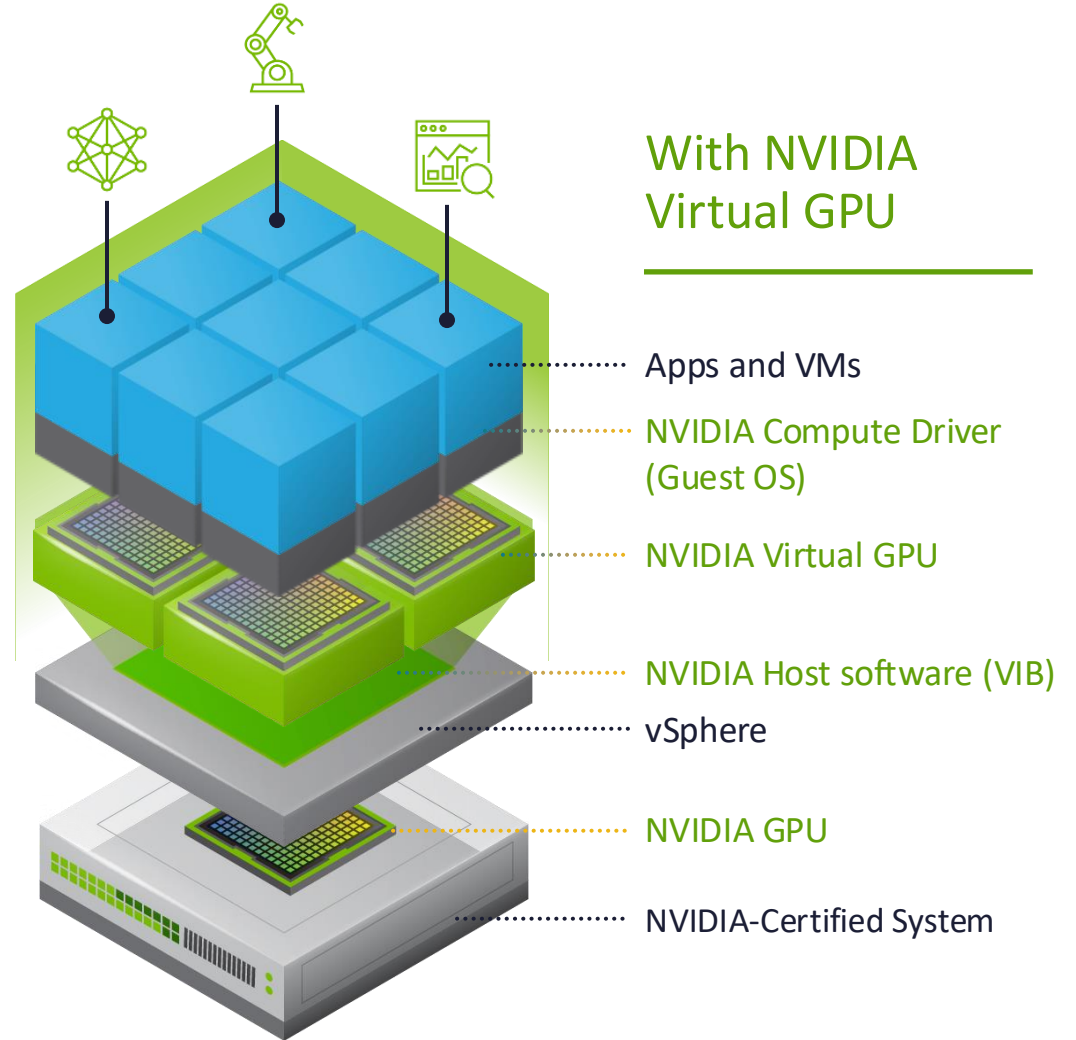 With NVIDIA
Virtual GPU
Apps and VMs
NVIDIA Compute Driver
(Guest OS)
NVIDIA Virtual GPU
NVIDIA Host software (VIB)
vSphere
NVIDIA GPU
NVIDIA-Certified System